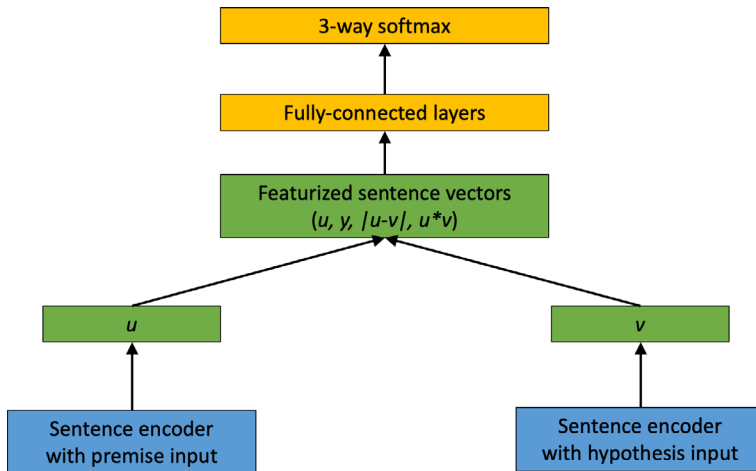 3-way softmax
Fully-connected layers
Featurized sentence vectors
(u, y, |u-v|, u*v)
u
v
Sentence encoder
with premise input
Sentence encoder
with hypothesis input